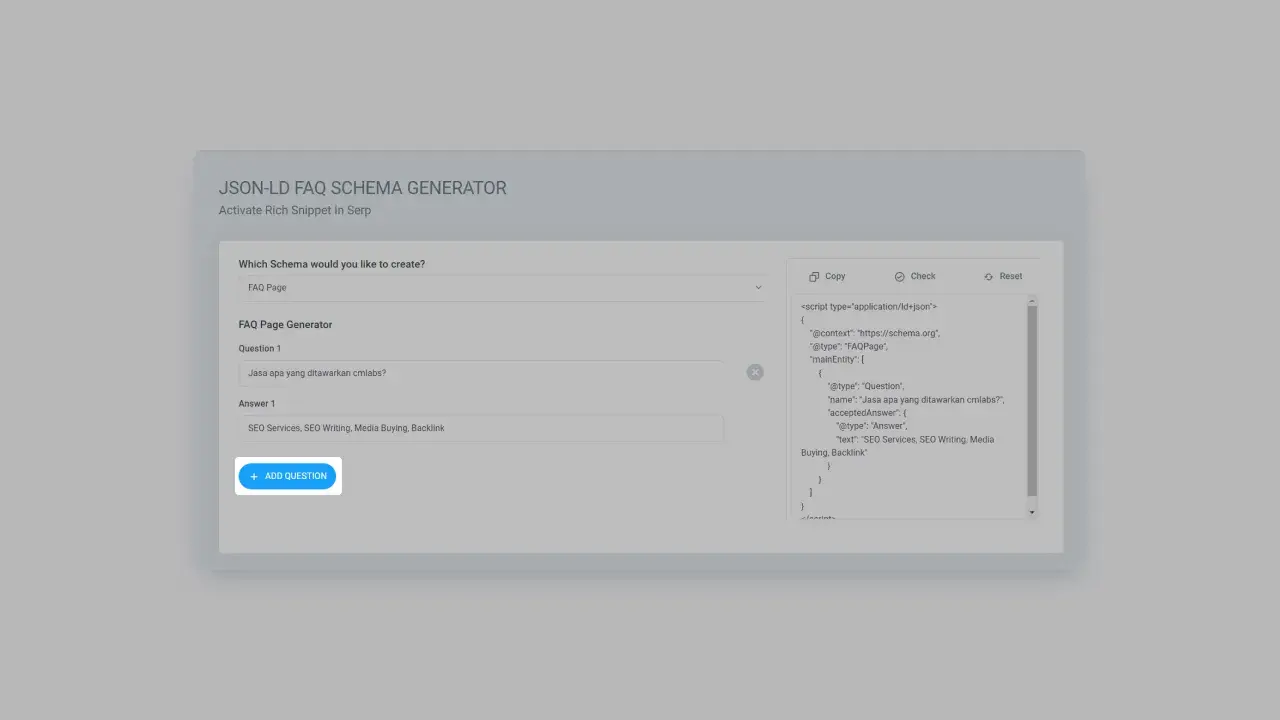 JSON-LD FAQ SCHEMA GENERATOR
Activate Rich Snippet in Serp
Which Schema would you like to create?
FAQ Page
FAQ Page Generator
Question 1
Jasa apa yang ditawarkan cmlabs?
Answer 1
SEO Services, SEO Writing, Media Buying, Backlink
+ ADD QUESTION
Copy Check Reset
<script type="application/ld+json">
{
"@context": "https://schema.org",
"@type": "FAQPage",
"mainEntity": [
{
"@type": "Question",
"name": "Jasa apa yang ditawarkan cmlabs?",
"acceptedAnswer": {
"@type": "Answer",
"text": "SEO Services, SEO Writing, Media
Buying, Backlink"
}
}
]
}
</script>